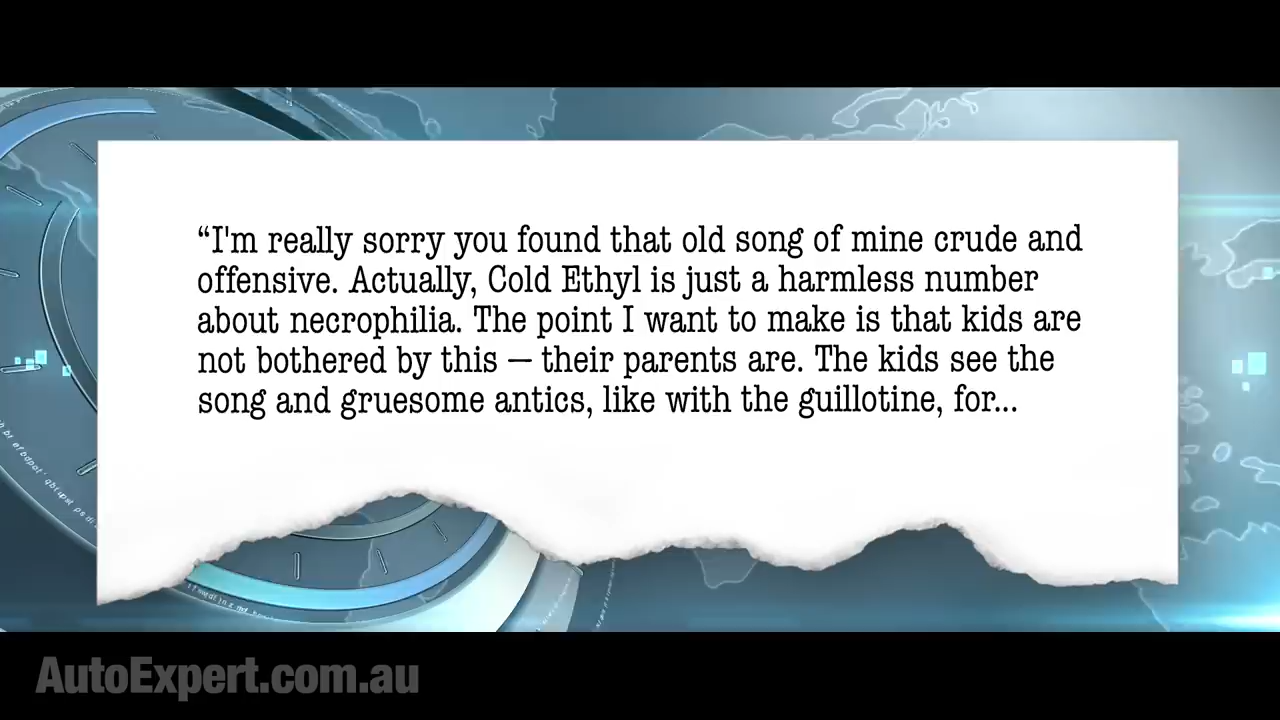 “I'm really sorry you found that old song of mine crude and
offensive. Actually, Cold Ethyl is just a harmless number
about necrophilia. The point I want to make is that kids are
not bothered by this — their parents are. The kids see the
song and gruesome antics, like with the guillotine, for...
AutoExpert.com.au